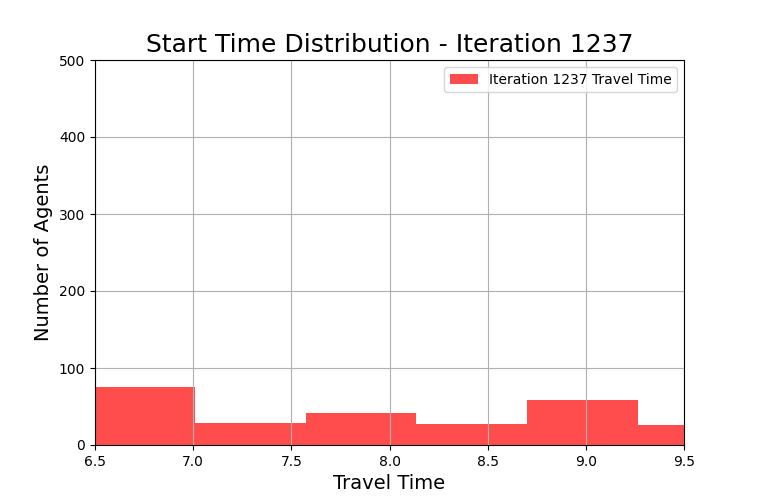 Start Time Distribution - Iteration 1237
500
Iteration 1237 Travel Time
400
300
200
100
0
Number of Agents
6.5 7.0 7.5 8.0 8.5 9.0 9.5
Travel Time